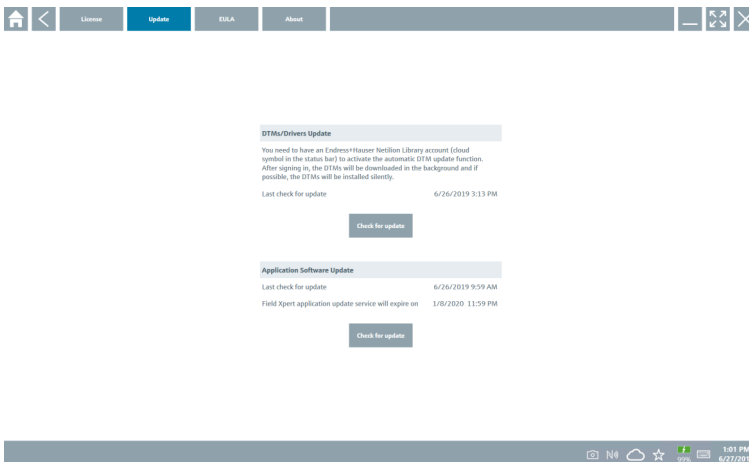 License Update EULA About
DTMs/Drivers Update
You need to have an Endress+Hauser Netilion Library account (cloud
symbol in the status bar) to activate the automatic DTM update function.
After signing in, the DTMs will be downloaded in the background and if
possible, the DTMs will be installed silently.
Last check for update 6/26/2019 3:13 PM
Check for update
Application Software Update
Last check for update 6/26/2019 9:59 AM
Field Xpert application update service will expire on 1/8/2020 11:59 PM
Check for update
1:01 PM
99% 6/27/201